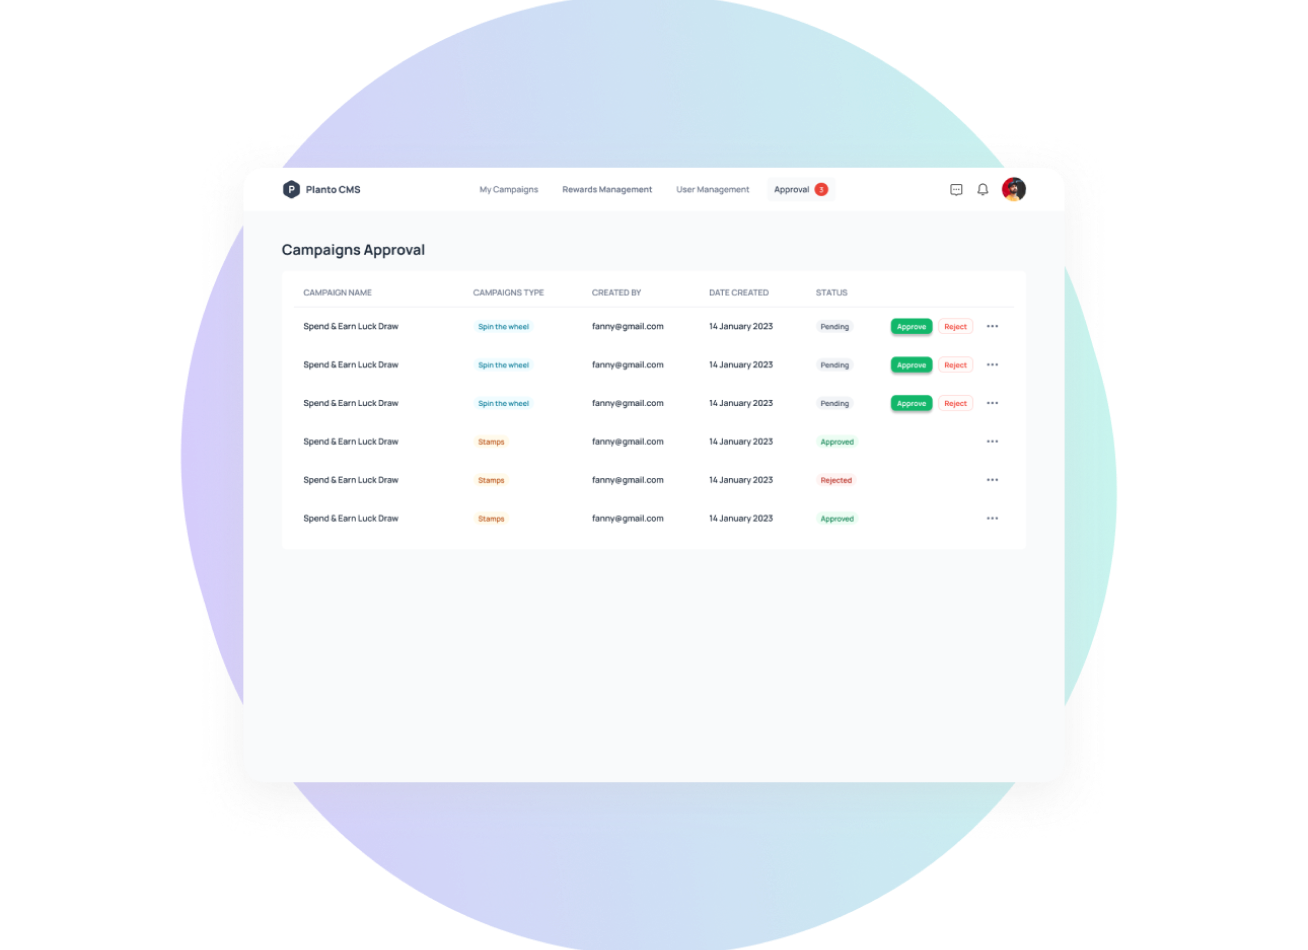 P Planto CMS My Campaigns Rewards Management User Management Approval 3
Campaigns Approval
CAMPAIGN NAME CAMPAIGNS TYPE CREATED BY DATE CREATED STATUS
Spend & Earn Luck Draw Spin the wheel fanny@gmail.com 14 January 2023 Pending Approve Reject
Spend & Earn Luck Draw Spin the wheel fanny@gmail.com 14 January 2023 Pending Approve Reject
Spend & Earn Luck Draw Spin the wheel fanny@gmail.com 14 January 2023 Pending Approve Reject
Spend & Earn Luck Draw Stamps fanny@gmail.com 14 January 2023 Approved
Spend & Earn Luck Draw Stamps fanny@gmail.com 14 January 2023 Rejected
Spend & Earn Luck Draw Stamps fanny@gmail.com 14 January 2023 Approved